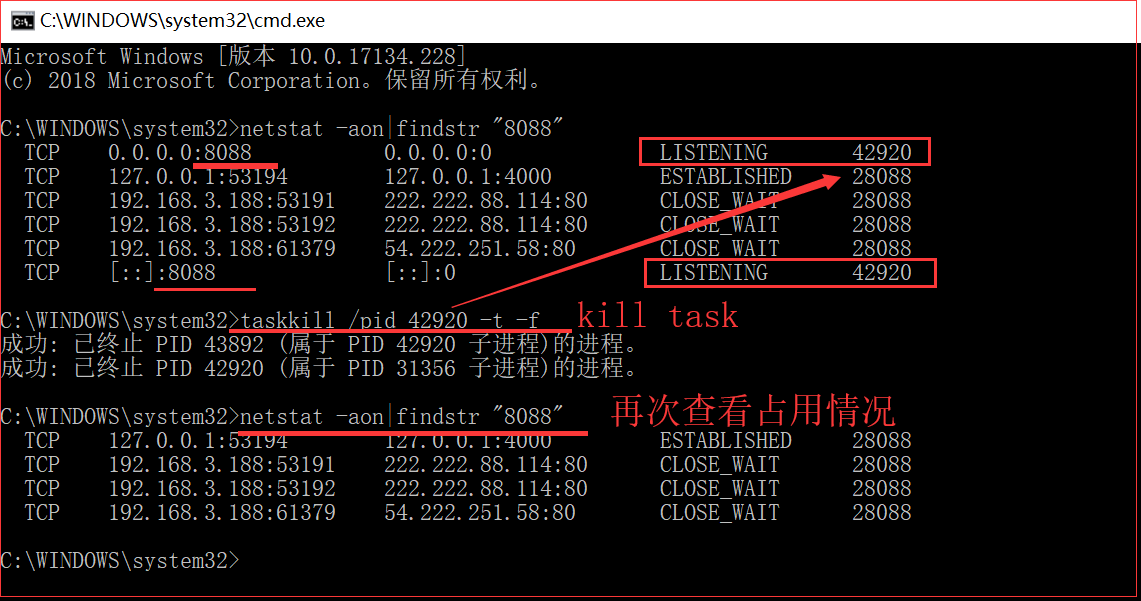 C:\WINDOWS\system32\cmd.exe
Microsoft Windows [版本 10.0.17134.228]
(c) 2018 Microsoft Corporation。保留所有权利。
C:\WINDOWS\system32>netstat -aon|findstr "8088"
TCP 0.0.0.0:8088 0.0.0.0:0 LISTENING 42920
TCP 127.0.0.1:53194 127.0.0.1:4000 ESTABLISHED 28088
TCP 192.168.3.188:53191 222.222.88.114:80 CLOSE_WAIT 28088
TCP 192.168.3.188:53192 222.222.88.114:80 CLOSE_WAIT 28088
TCP 192.168.3.188:61379 54.222.251.58:80 CLOSE_WAIT 28088
TCP [::]:8088 [::]:0 LISTENING 42920
C:\WINDOWS\system32>taskkill /pid 42920 -t -f kill task
成功: 已终止 PID 43892 (属于 PID 42920 子进程)的进程。
成功: 已终止 PID 42920 (属于 PID 31356 子进程)的进程。
C:\WINDOWS\system32>netstat -aon|findstr "8088" 再次查看占用情况
TCP 127.0.0.1:53194 127.0.0.1:4000 ESTABLISHED 28088
TCP 192.168.3.188:53191 222.222.88.114:80 CLOSE_WAIT 28088
TCP 192.168.3.188:53192 222.222.88.114:80 CLOSE_WAIT 28088
TCP 192.168.3.188:61379 54.222.251.58:80 CLOSE_WAIT 28088
C:\WINDOWS\system32>